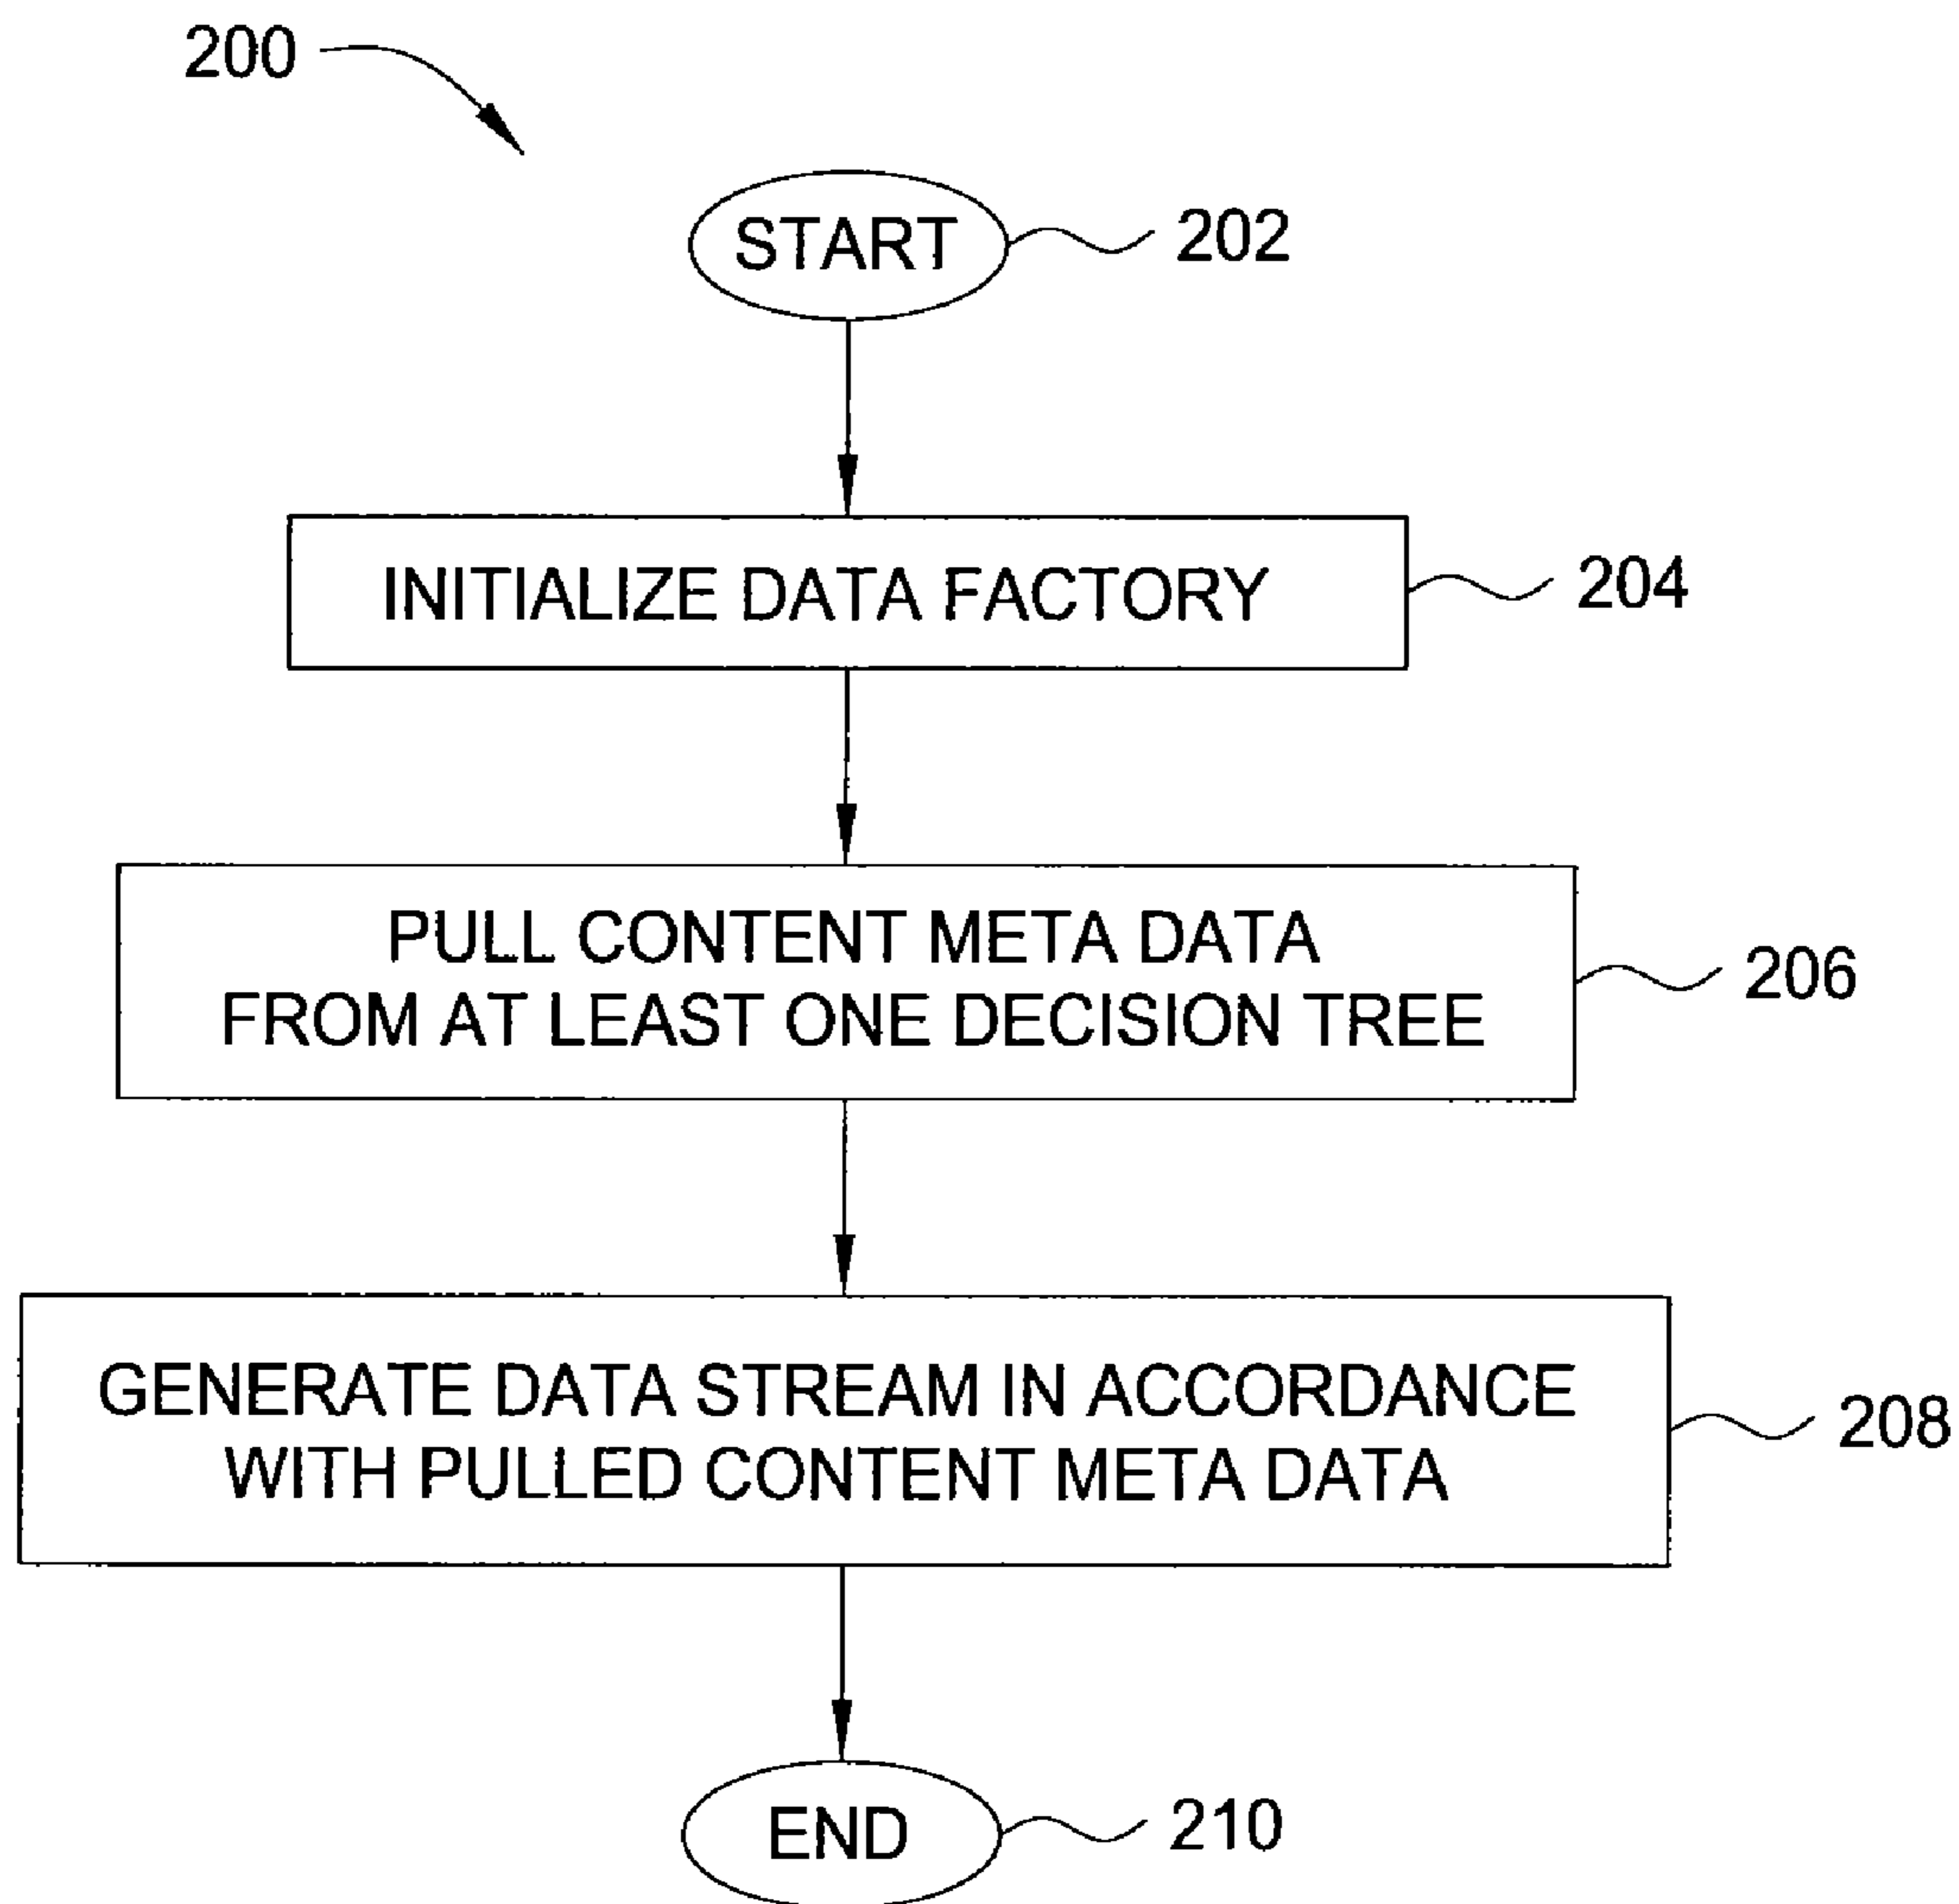 200
START
202
INITIALIZE DATA FACTORY
204
PULL CONTENT META DATA
FROM AT LEAST ONE DECISION TREE
206
GENERATE DATA STREAM IN ACCORDANCE
WITH PULLED CONTENT META DATA
208
END
210